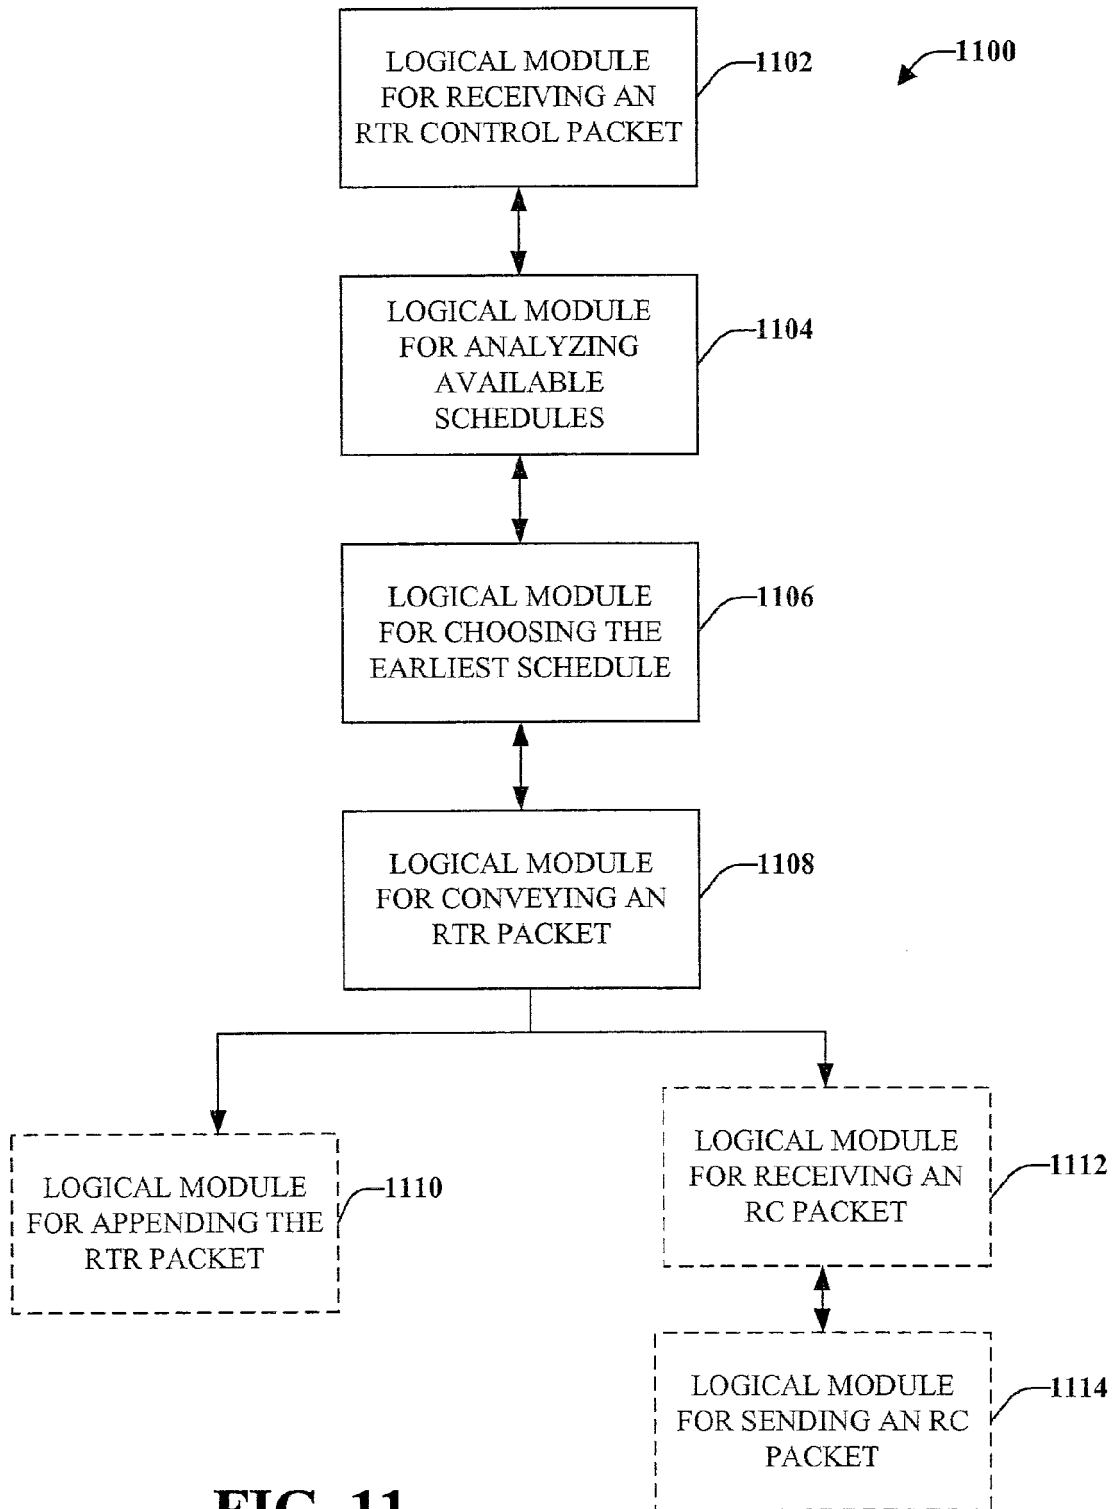 1100
LOGICAL MODULE
FOR RECEIVING AN
RTR CONTROL PACKET
1102
LOGICAL MODULE
FOR ANALYZING
AVAILABLE
SCHEDULES
1104
LOGICAL MODULE
FOR CHOOSING THE
EARLIEST SCHEDULE
1106
LOGICAL MODULE
FOR CONVEYING AN
RTR PACKET
1108
LOGICAL MODULE
FOR APPENDING THE
RTR PACKET
1110
LOGICAL MODULE
FOR RECEIVING AN
RC PACKET
1112
LOGICAL MODULE
FOR SENDING AN RC
PACKET
1114
FIG. 11